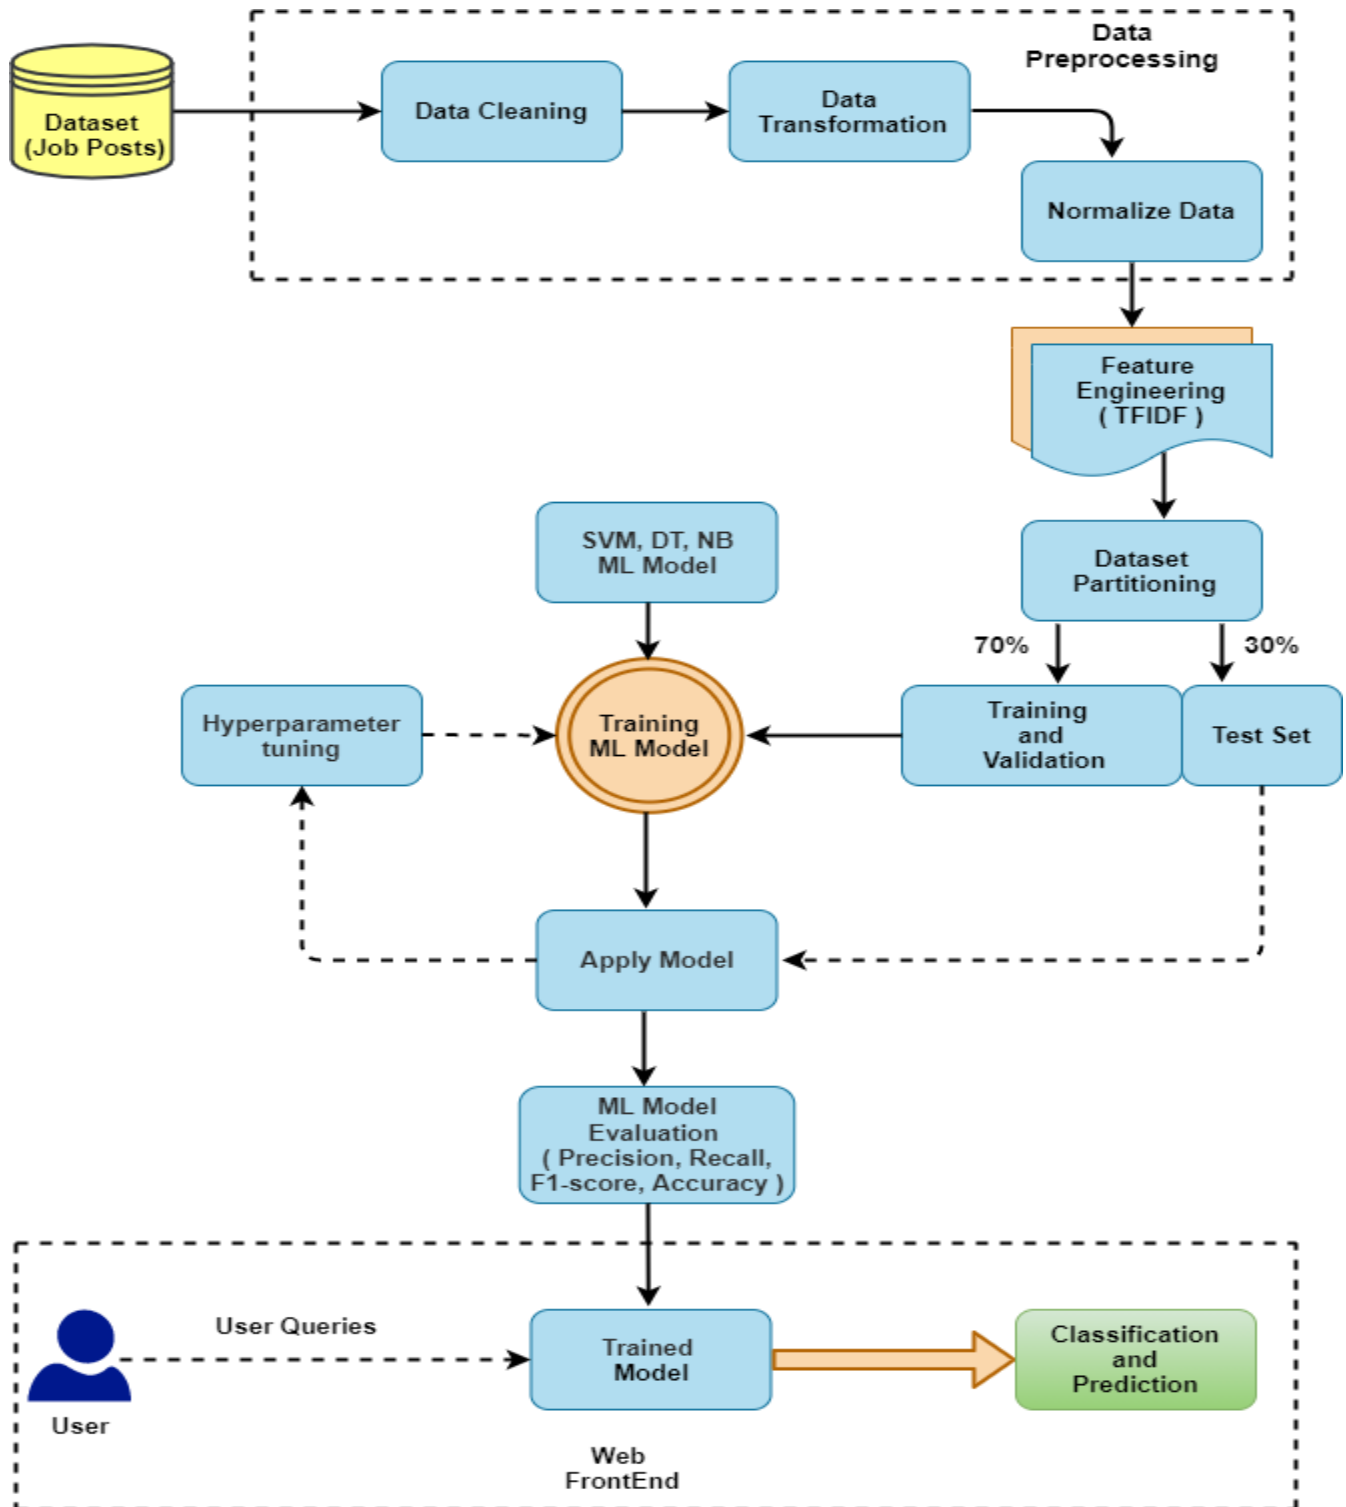 Data
Preprocessing
Dataset
(Job Posts)
Data Cleaning
Data
Transformation
Normalize Data
Feature
Engineering
( TFIDF )
SVM, DT, NB
ML Model
Dataset
Partitioning
70%
30%
Hyperparameter
tuning
Training
ML Model
Training
and
Validation
Test Set
Apply Model
ML Model
Evaluation
( Precision, Recall,
F1-score, Accuracy )
User Queries
User
Trained
Model
Classification
and
Prediction
Web
FrontEnd